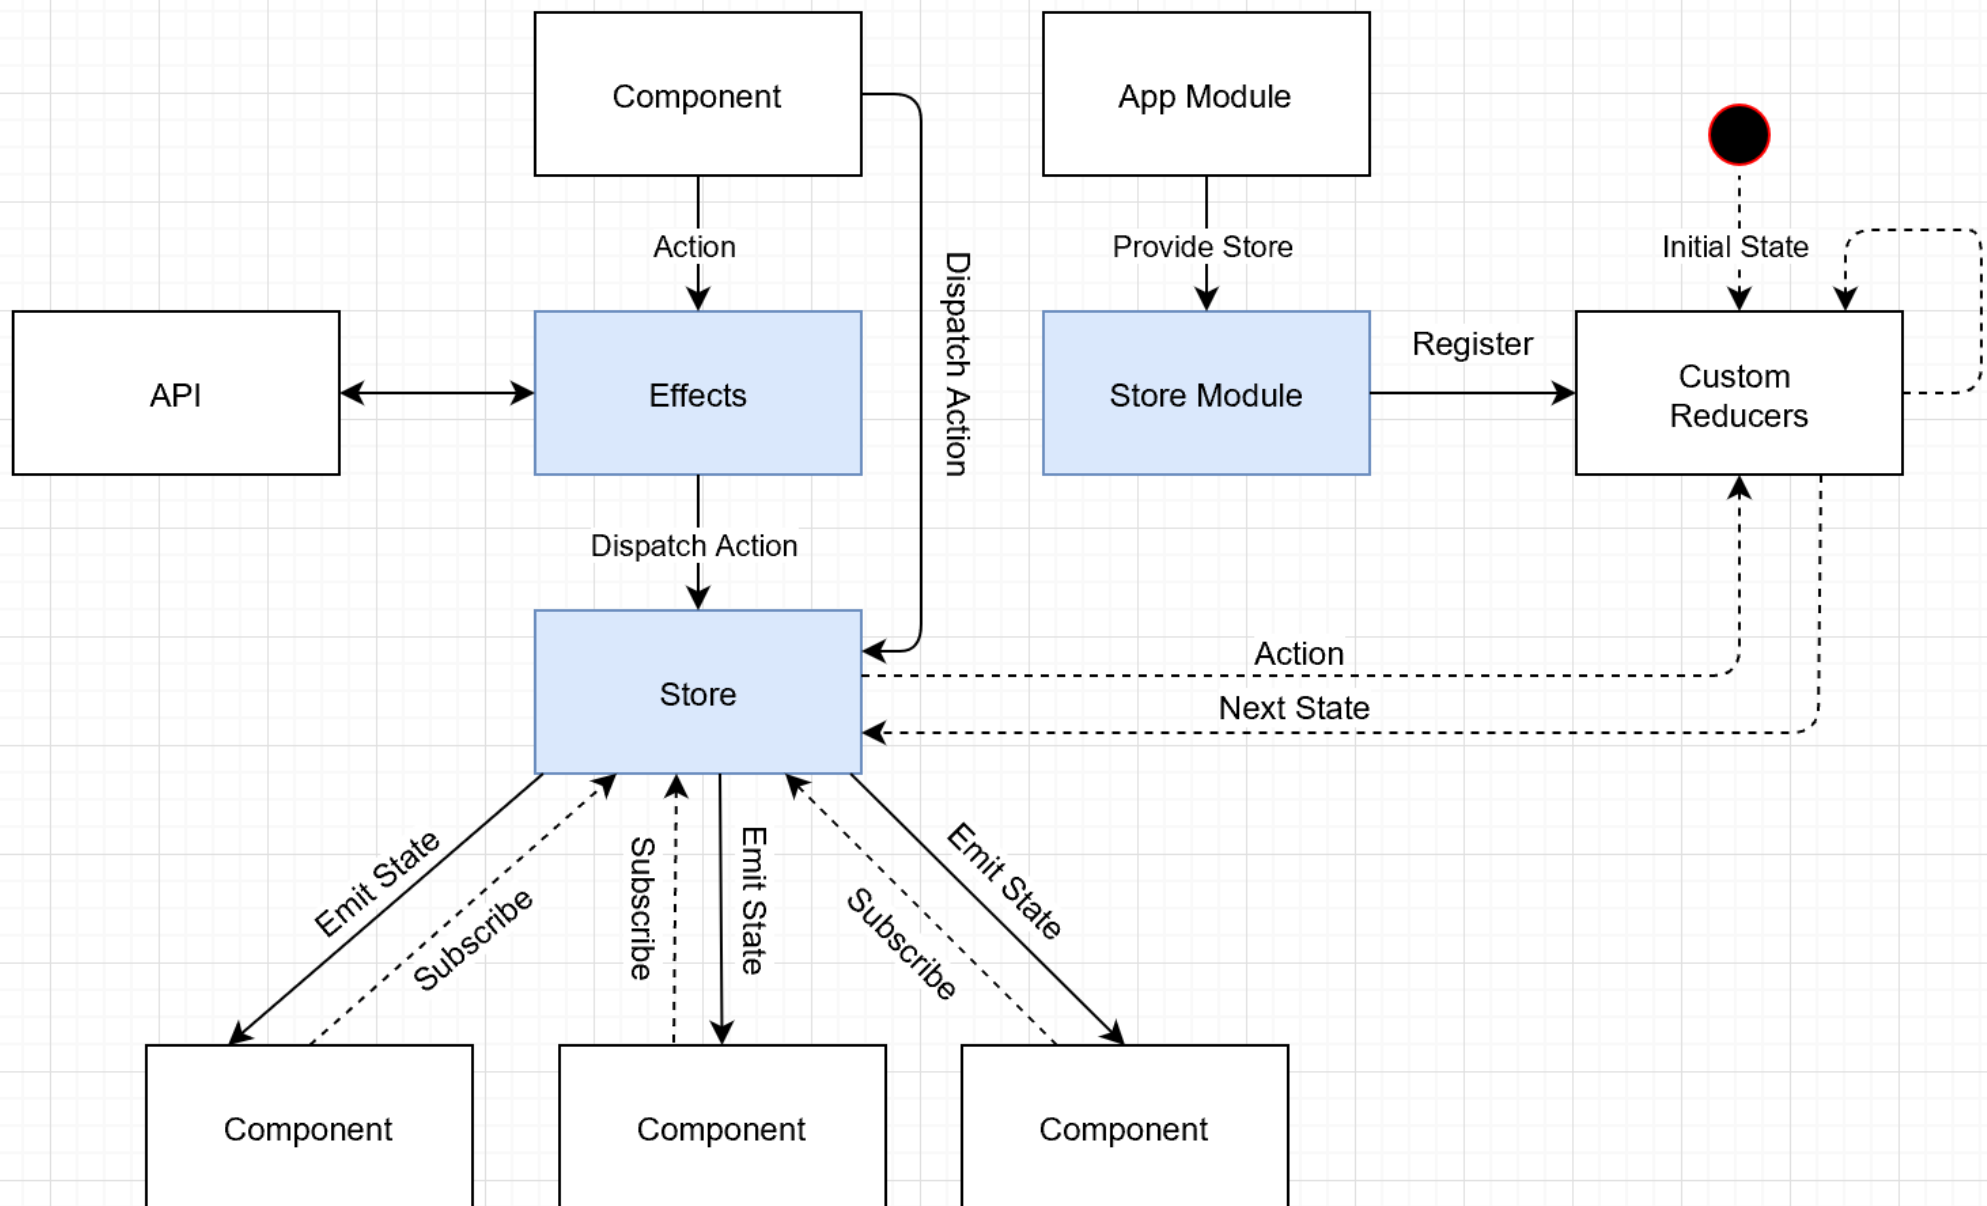 Component
App Module
Action
Provide Store
Initial State
Dispatch Action
API
Effects
Store Module
Register
Custom
Reducers
Dispatch Action
Store
Action
Next State
Emit State
Subscribe
Subscribe
Emit State
Subscribe
Emit State
Component
Component
Component